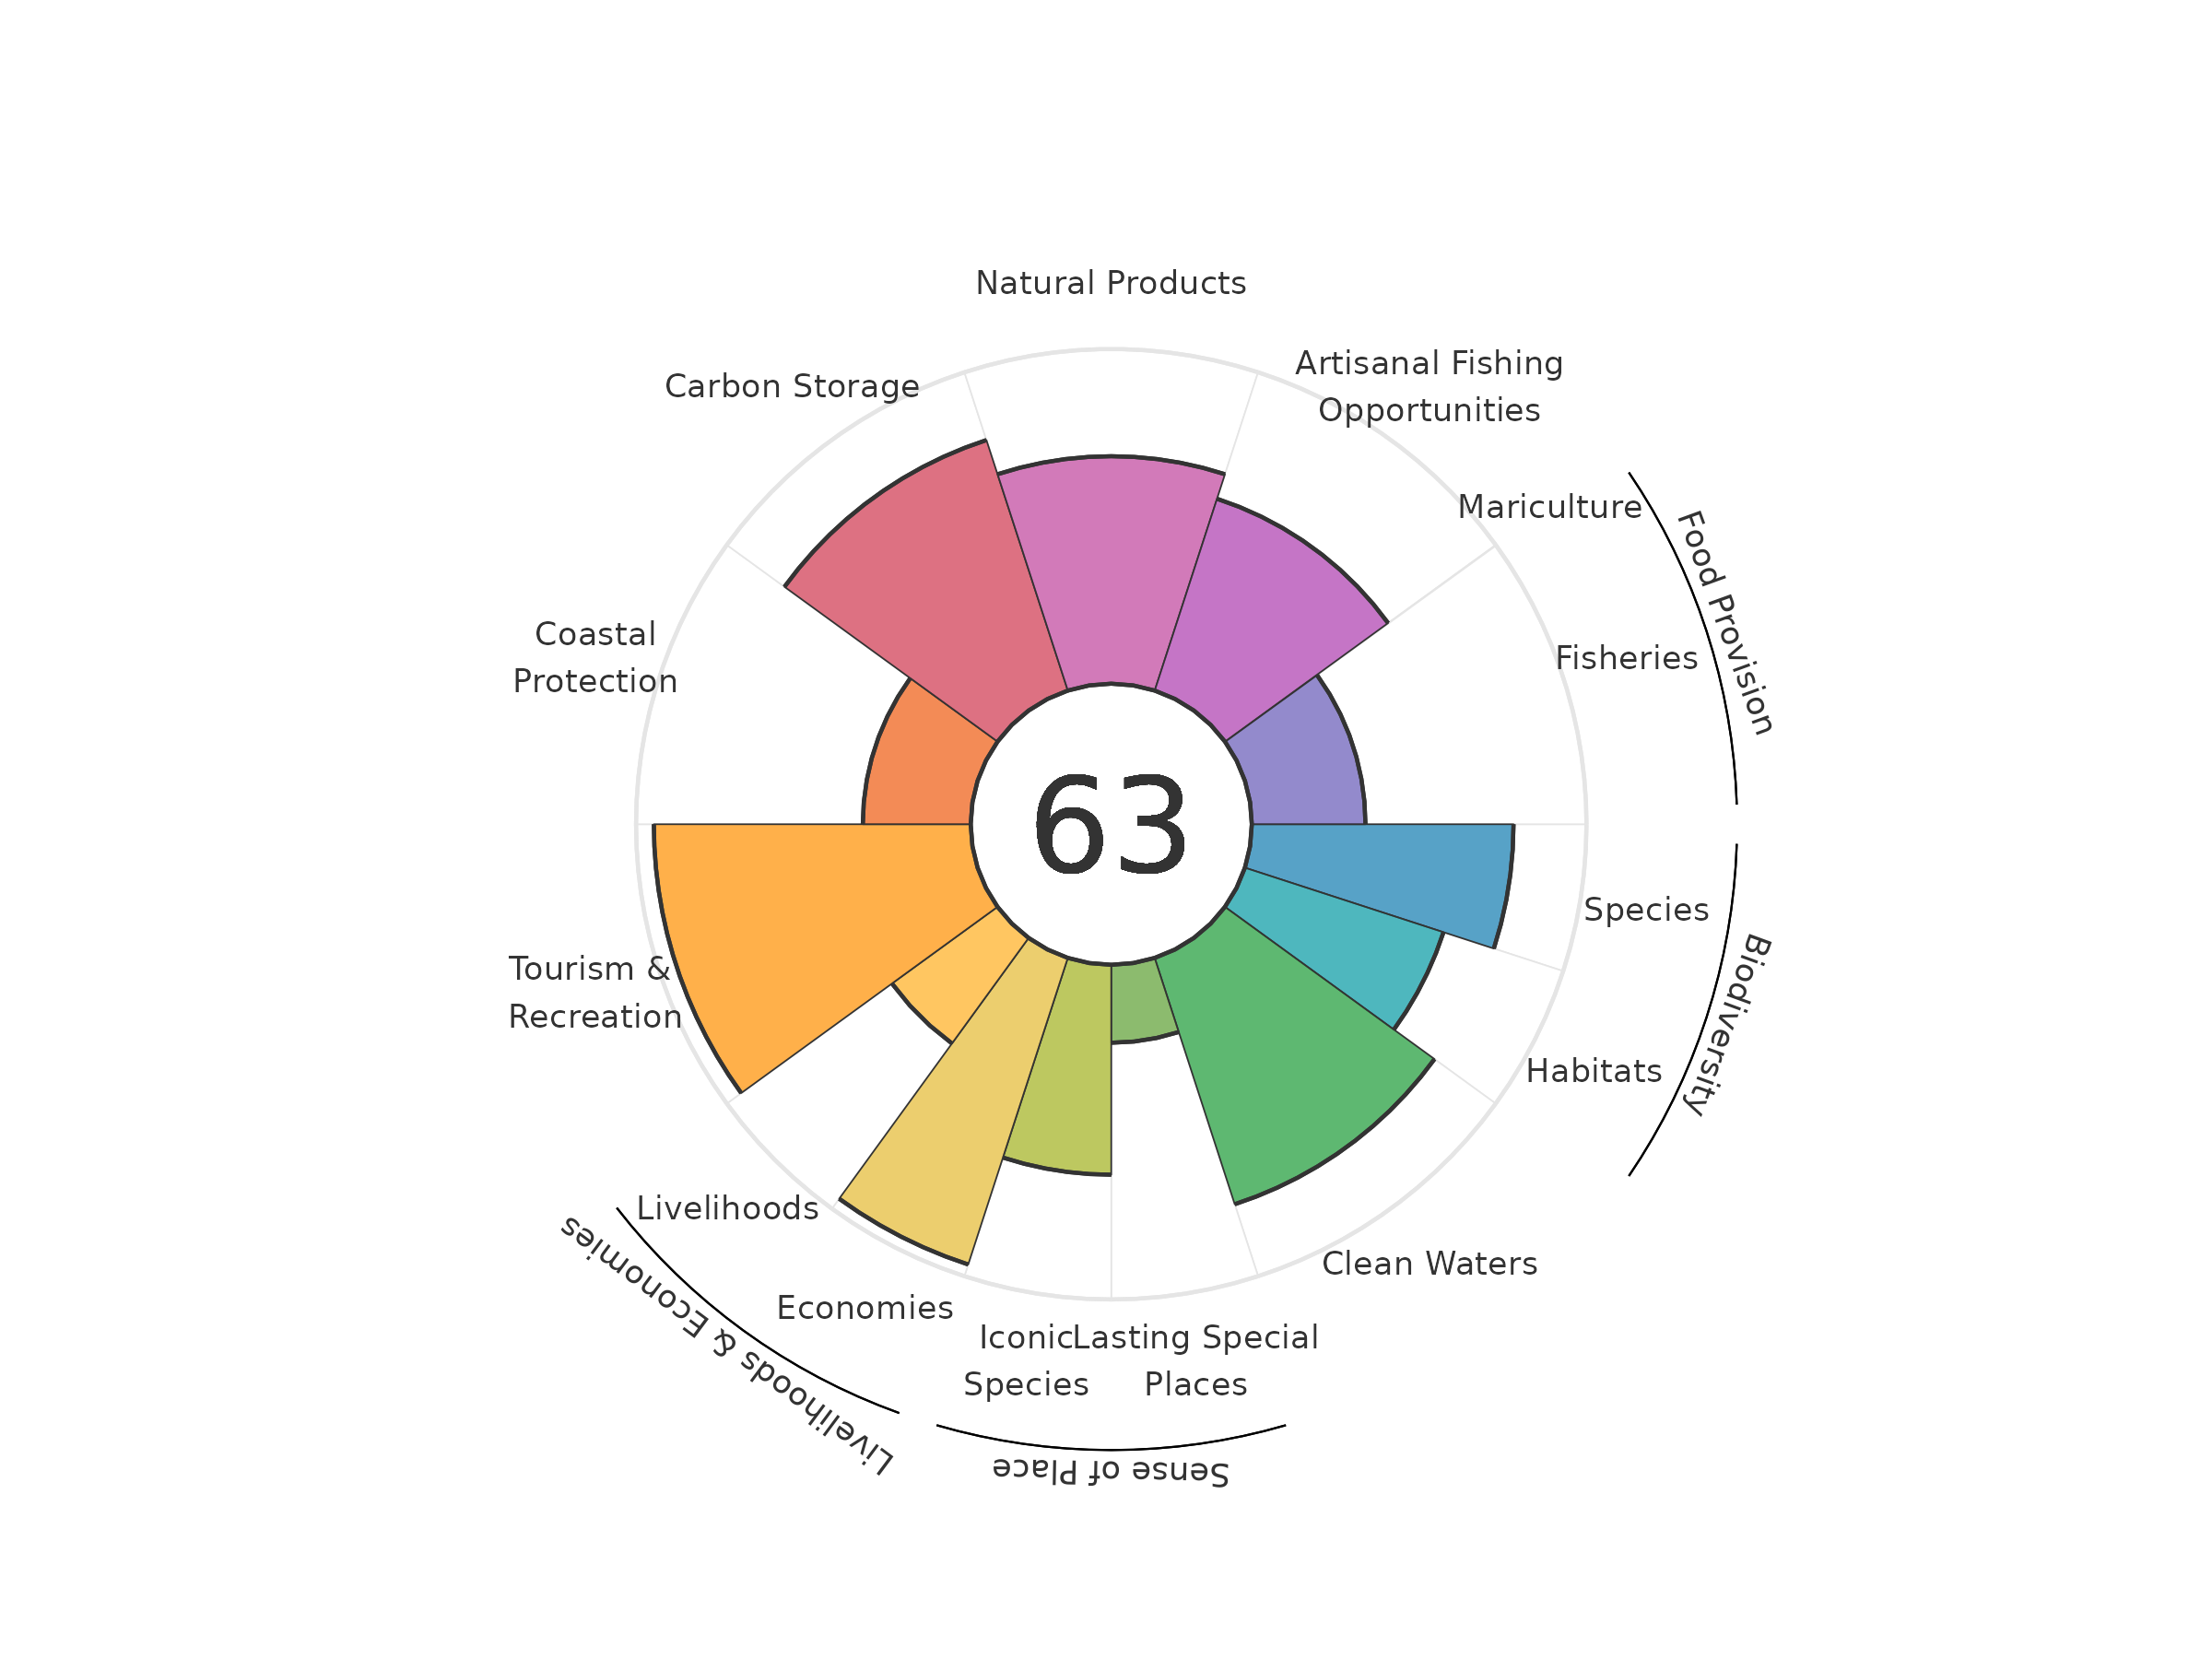 Natural Products
Artisanal Fishing
Opportunities
Carbon Storage
Mariculture
Food Provision
Fisheries
Coastal
Protection
63
Species
Biodiversity
Tourism &
Recreation
Habitats
Livelihoods
Livelihoods & Economies
Clean Waters
Economies
Iconic
Species
Lasting Special
Places
Sense of Place